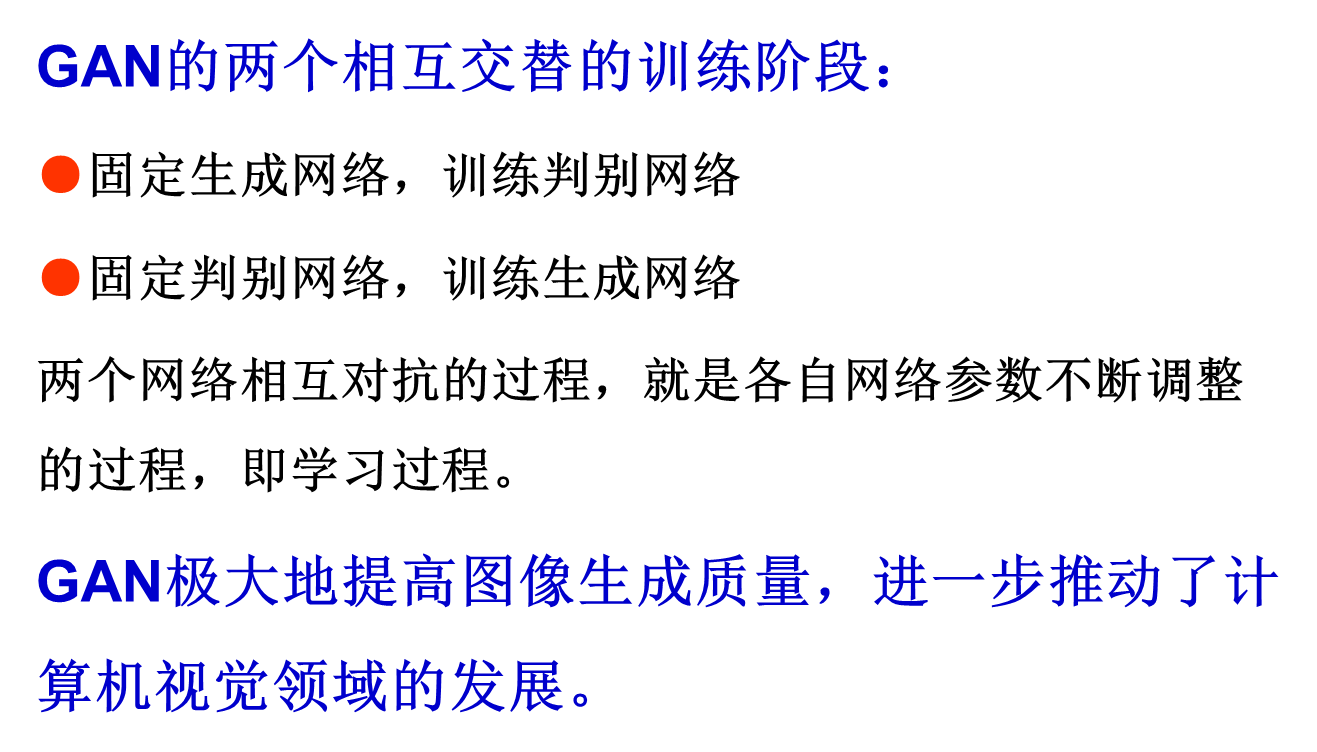 GAN的两个相互交替的训练阶段：
●固定生成网络，训练判别网络
●固定判别网络，训练生成网络
两个网络相互对抗的过程，就是各自网络参数不断调整
的过程，即学习过程。
GAN极大地提高图像生成质量，进一步推动了计
算机视觉领域的发展。